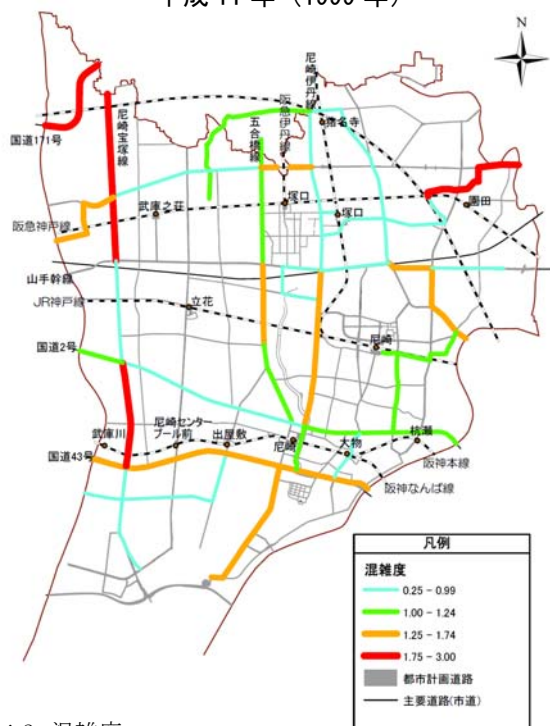 平成11年（1999年）
N
尼崎伊丹線
阪急伊丹線
五合橋線
尼崎宝塚線
猪名寺
国道171号
塚口
園田
武庫之荘
塚口
阪急神戸線
山手幹線
JR神戸線
立花
尼崎
国道2号
尼崎センター
プール前
武庫川
出屋敷
尼崎
大物
杭瀬
国道43号
阪神本線
阪神なんば線
凡例
混雑度
0.25 - 0.99
1.00 - 1.24
1.25 - 1.74
1.75 - 3.00
都市計画道路
主要道路(市道)